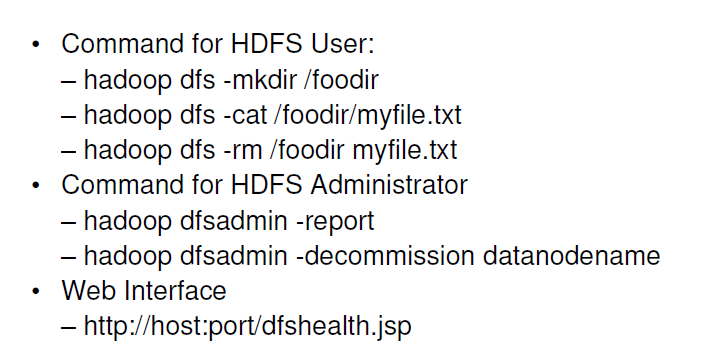 • Command for HDFS User:
– hadoop dfs -mkdir /foodir
– hadoop dfs -cat /foodir/myfile.txt
– hadoop dfs -rm /foodir myfile.txt
• Command for HDFS Administrator
– hadoop dfsadmin -report
– hadoop dfsadmin -decommission datanodename
• Web Interface
– http://host:port/dfshealth.jsp